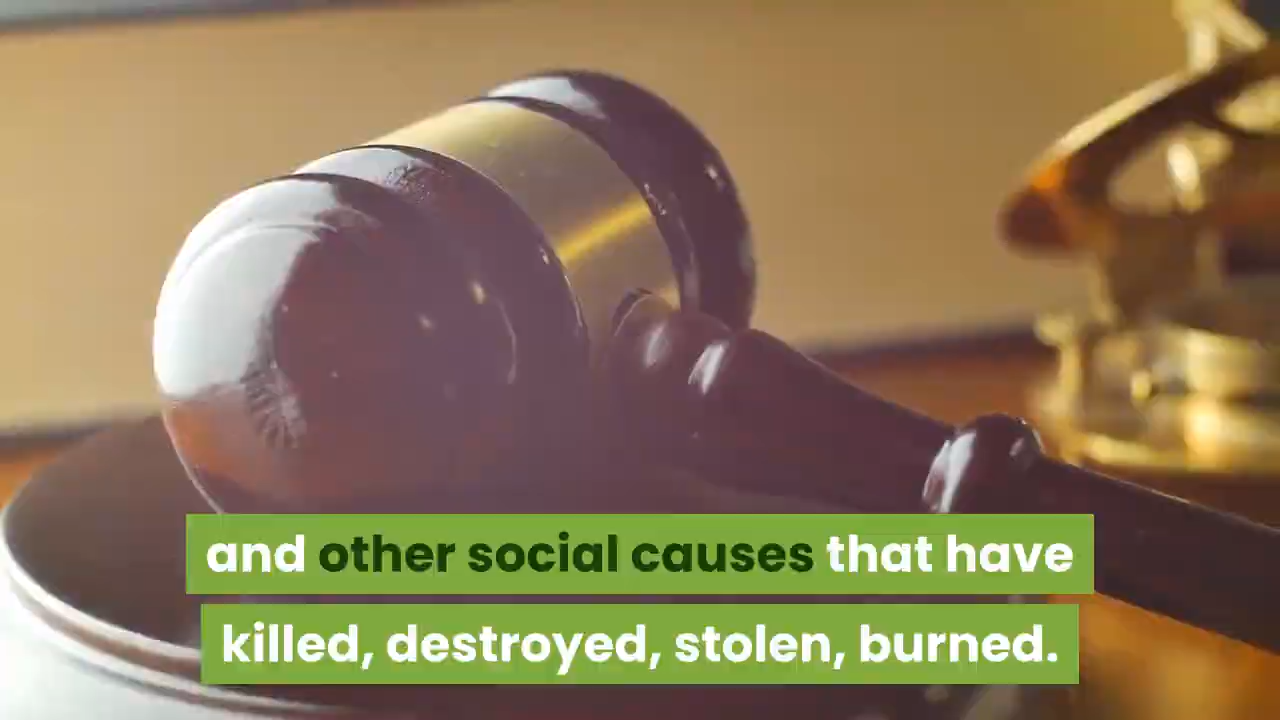 and other social causes that have
killed, destroyed, stolen, burned.